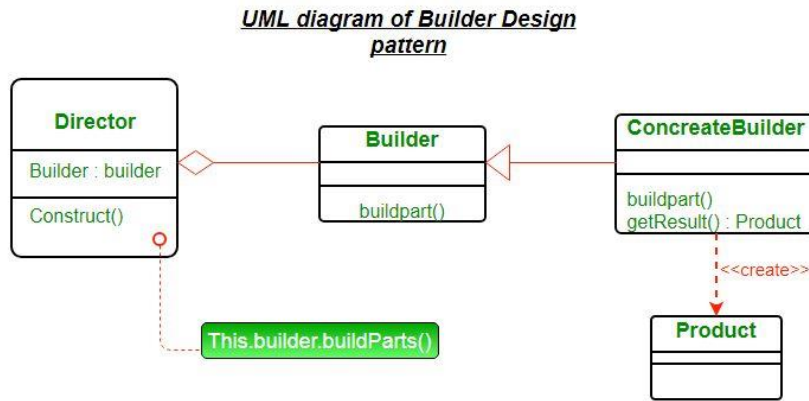 UML diagram of Builder Design
pattern
Director
Builder : builder
Construct()
Builder
buildpart()
ConcreateBuilder
buildpart()
getResult() : Product
<<create>>
This.builder.buildParts()
Product